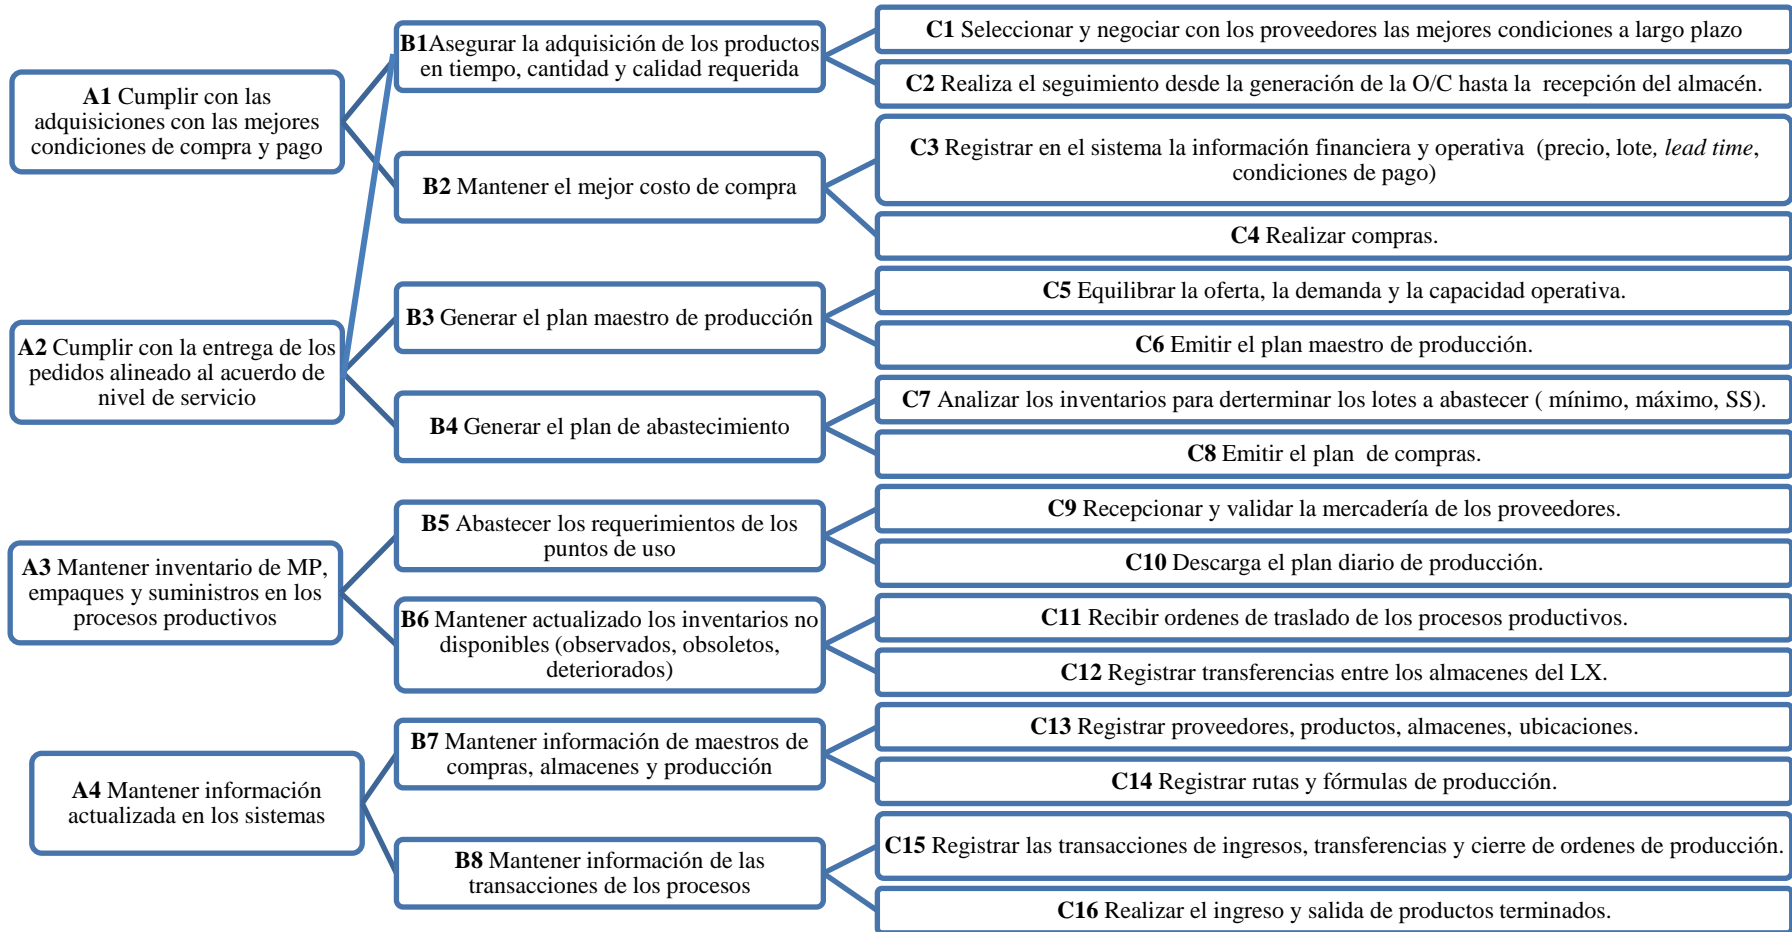 A1 Cumplir con las
adquisiciones con las mejores
condiciones de compra y pago
A2 Cumplir con la entrega de los
pedidos alineado al acuerdo de
nivel de servicio
A3 Mantener inventario de MP,
empaques y suministros en los
procesos productivos
A4 Mantener información
actualizada en los sistemas
B1Asegurar la adquisición de los productos
en tiempo, cantidad y calidad requerida
B2 Mantener el mejor costo de compra
B3 Generar el plan maestro de producción
B4 Generar el plan de abastecimiento
B5 Abastecer los requerimientos de los
puntos de uso
B6 Mantener actualizado los inventarios no
disponibles (observados, obsoletos,
deteriorados)
B7 Mantener información de maestros de
compras, almacenes y producción
B8 Mantener información de las
transacciones de los procesos
C1 Seleccionar y negociar con los proveedores las mejores condiciones a largo plazo
C2 Realiza el seguimiento desde la generación de la O/C hasta la recepción del almacén.
C3 Registrar en el sistema la información financiera y operativa (precio, lote, lead time,
condiciones de pago)
C4 Realizar compras.
C5 Equilibrar la oferta, la demanda y la capacidad operativa.
C6 Emitir el plan maestro de producción.
C7 Analizar los inventarios para derterminar los lotes a abastecer ( mínimo, máximo, SS).
C8 Emitir el plan de compras.
C9 Recepcionar y validar la mercadería de los proveedores.
C10 Descarga el plan diario de producción.
C11 Recibir ordenes de traslado de los procesos productivos.
C12 Registrar transferencias entre los almacenes del LX.
C13 Registrar proveedores, productos, almacenes, ubicaciones.
C14 Registrar rutas y fórmulas de producción.
C15 Registrar las transacciones de ingresos, transferencias y cierre de ordenes de producción.
C16 Realizar el ingreso y salida de productos terminados.